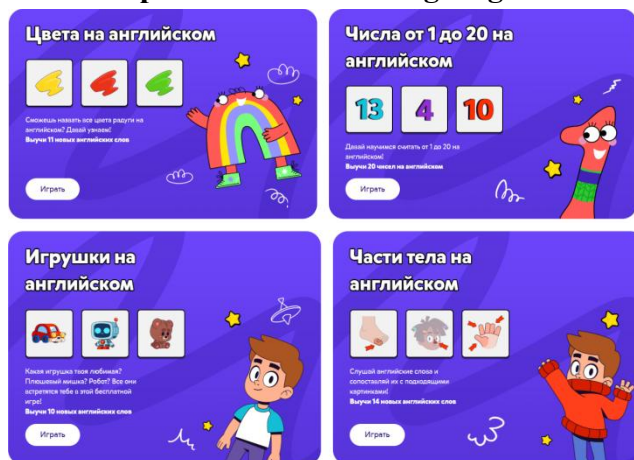 Цвета на английском
Сможешь назвать все цвета радуги на
английском? Давай узнаем!
Выучи 11 новых английских слов
Играть
Числа от 1 до 20 на
английском
13 4 10
Давай научимся считать от 1 до 20 на
английском!
Выучи 20 чисел на английском
Играть
Игрушки на
английском
Какая игрушка твоя любимая?
Плюшевый мишка? Робот? Все они
встретятся тебе в этой бесплатной
игре!
Выучи 10 новых английских слов
Играть
Части тела на
английском
Слушай английские слова и
сопоставляй их с подходящими
картинками!
Выучи 14 новых английских слов
Играть